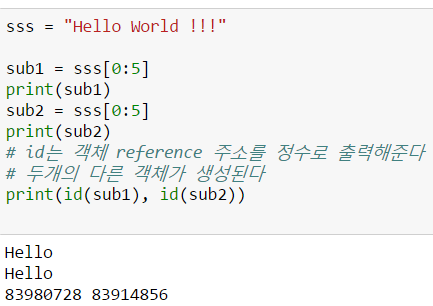 sss = "Hello World !!!"
sub1 = sss[0:5]
print(sub1)
sub2 = sss[0:5]
print(sub2)
# id는 객체 reference 주소를 정수로 출력해준다
# 두개의 다른 객체가 생성된다
print(id(sub1), id(sub2))
Hello
Hello
83980728 83914856